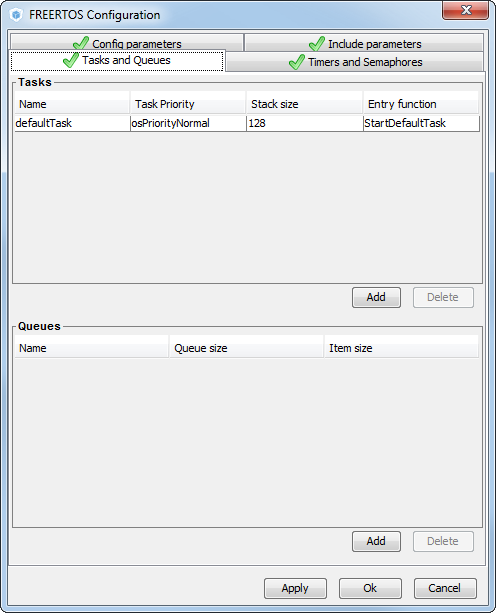 FREERTOS Configuration
Config parameters
Include parameters
Tasks and Queues
Timers and Semaphores
Tasks
Name Task Priority Stack size Entry function
defaultTask osPriorityNormal 128 StartDefaultTask
Add Delete
Queues
Name Queue size Item size
Add Delete
Apply Ok Cancel